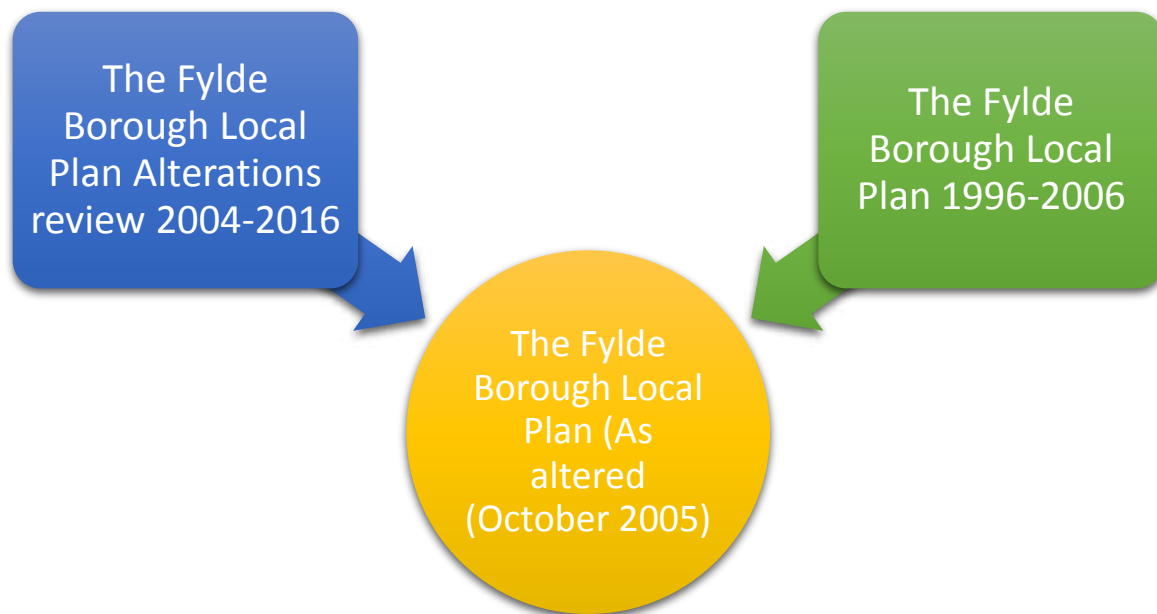 The Fylde
Borough Local
Plan Alterations
review 2004-2016
The Fylde
Borough Local
Plan 1996-2006
The Fylde
Borough Local
Plan (As
altered
(October 2005)